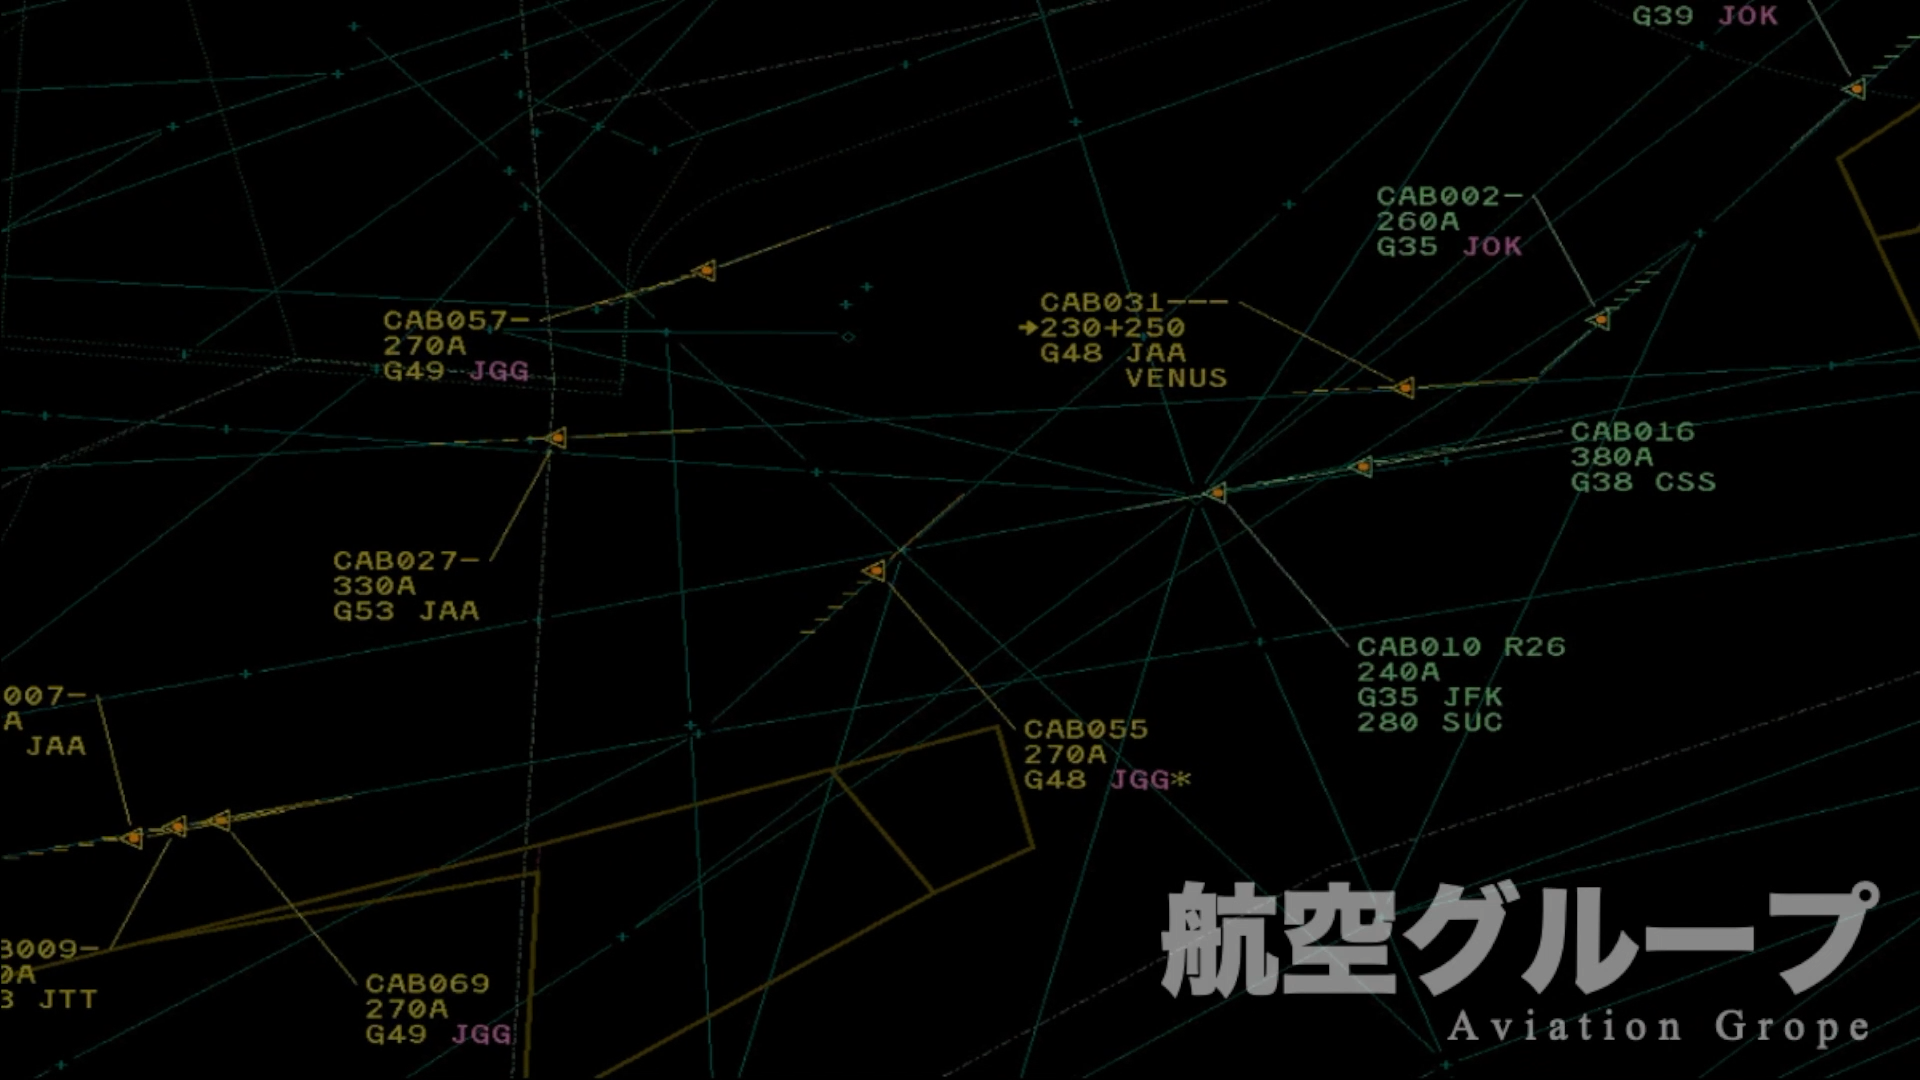 G39 JOK
CAB002-
260A
G35 JOK
CAB057-
270A
G49 JGG
CAB031---
➔230+250
G48 JAA
VENUS
CAB016
380A
G38 CSS
CAB027-
330A
G53 JAA
CAB010 R26
240A
G35 JFK
280 SUC
007-
A
JAA
CAB055
270A
G48 JGG*
B009-
0A
3 JTT
CAB069
270A
G49 JGG
航空グループ
Aviation Grope